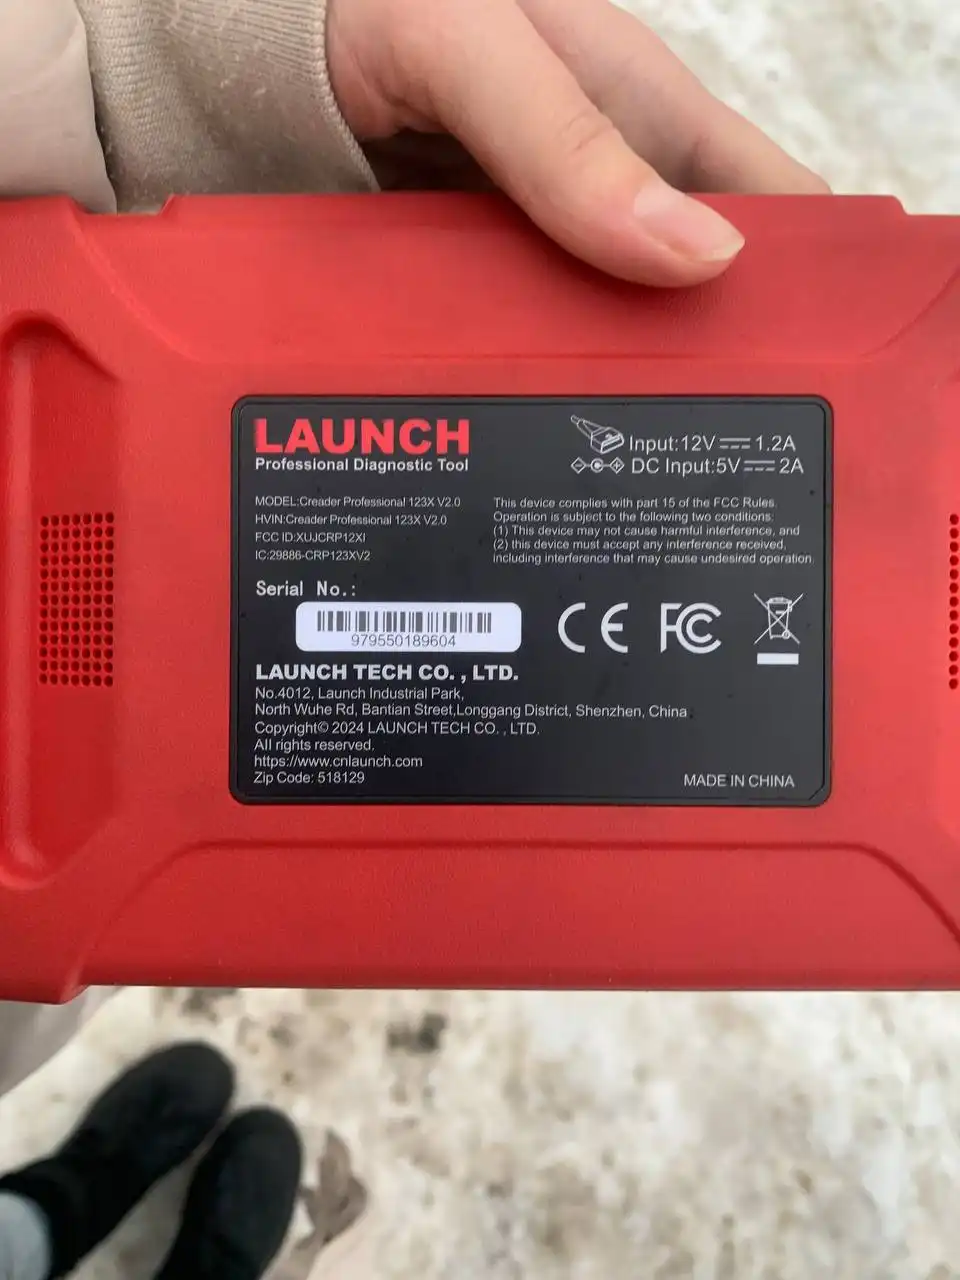 LAUNCH
Professional Diagnostic Tool
Input:12V 1.2A
DC Input:5V 2A
MODEL:Creader Professional 123X V2.0
HVIN:Creader Professional 123X V2.0
FCC ID:XUJCRP12XI
IC:29886-CRP123XV2
This device complies with part 15 of the FCC Rules.
Operation is subject to the following two conditions:
(1) This device may not cause harmful interference, and
(2) this device must accept any interference received,
including interference that may cause undesired operation.
Serial No.:
979550189604
CE FC
LAUNCH TECH CO. , LTD.
No.4012, Launch Industrial Park,
North Wuhe Rd, Bantian Street,Longgang District, Shenzhen, China.
Copyright© 2024 LAUNCH TECH CO. , LTD.
All rights reserved.
https://www.cnlaunch.com
Zip Code: 518129
MADE IN CHINA